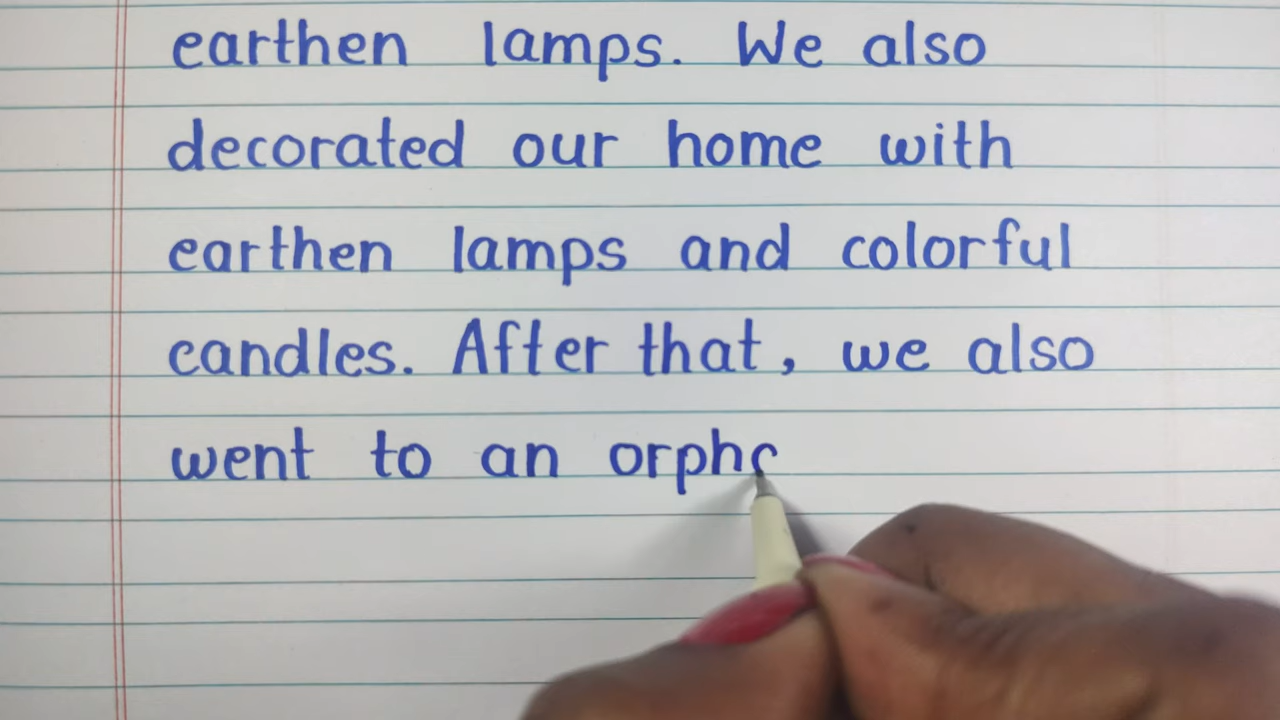 earthen lamps. We also
decorated our home with
earthen lamps and colorful
candles. After that, we also
went to an orph